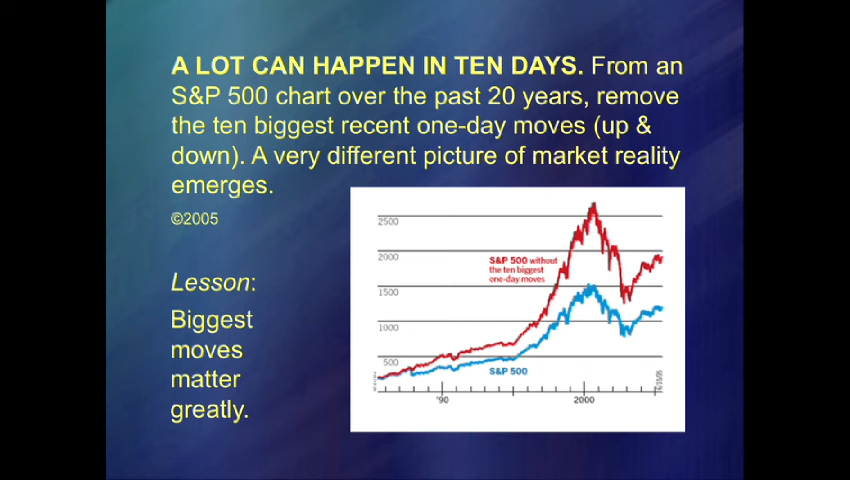 A LOT CAN HAPPEN IN TEN DAYS. From an
S&P 500 chart over the past 20 years, remove
the ten biggest recent one-day moves (up &
down). A very different picture of market reality
emerges.
©2005
Lesson:
Biggest
moves
matter
greatly.
2500
2000
1500
1000
500
S&P 500 without
the ten biggest
one-day moves
S&P 500
'90
2000